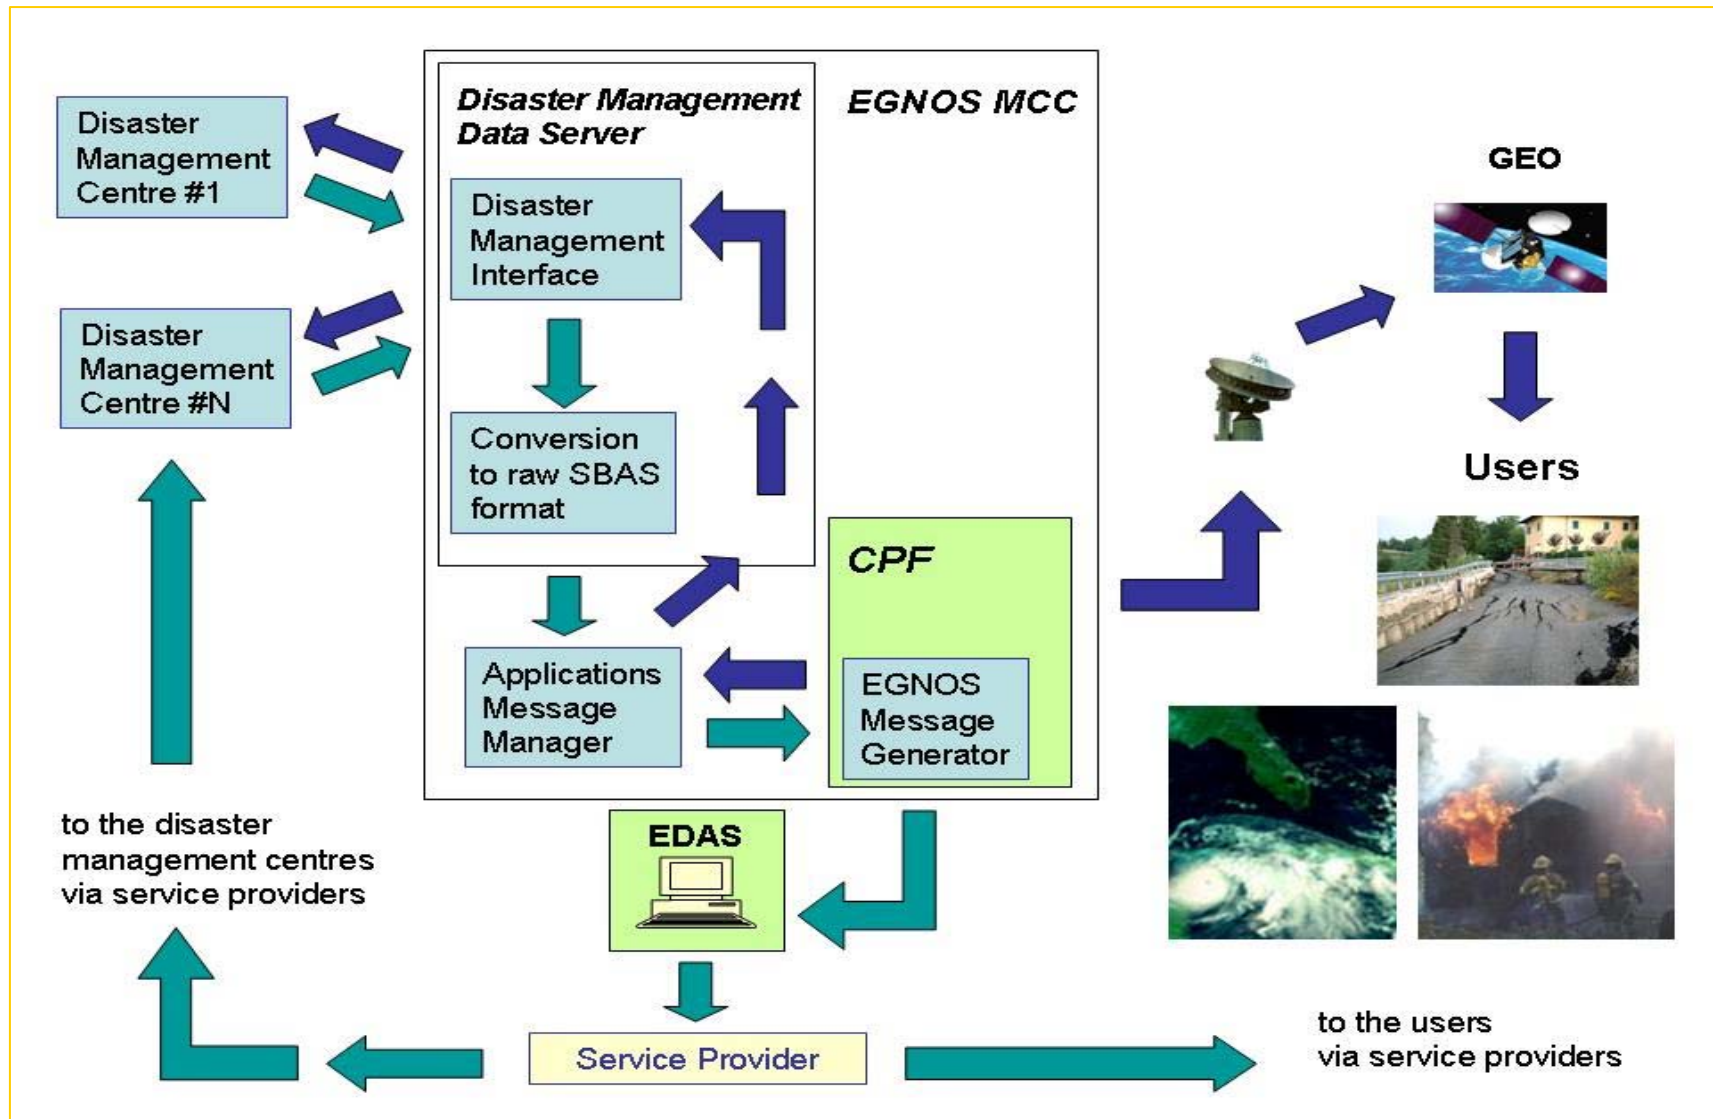 Disaster
Management
Centre #1
Disaster
Management
Centre #N
to the disaster
management centres
via service providers
Disaster Management
Data Server
Disaster
Management
Interface
Conversion
to raw SBAS
format
Applications
Message
Manager
EGNOS MCC
CPF
EGNOS
Message
Generator
EDAS
Service Provider
GEO
Users
to the users
via service providers